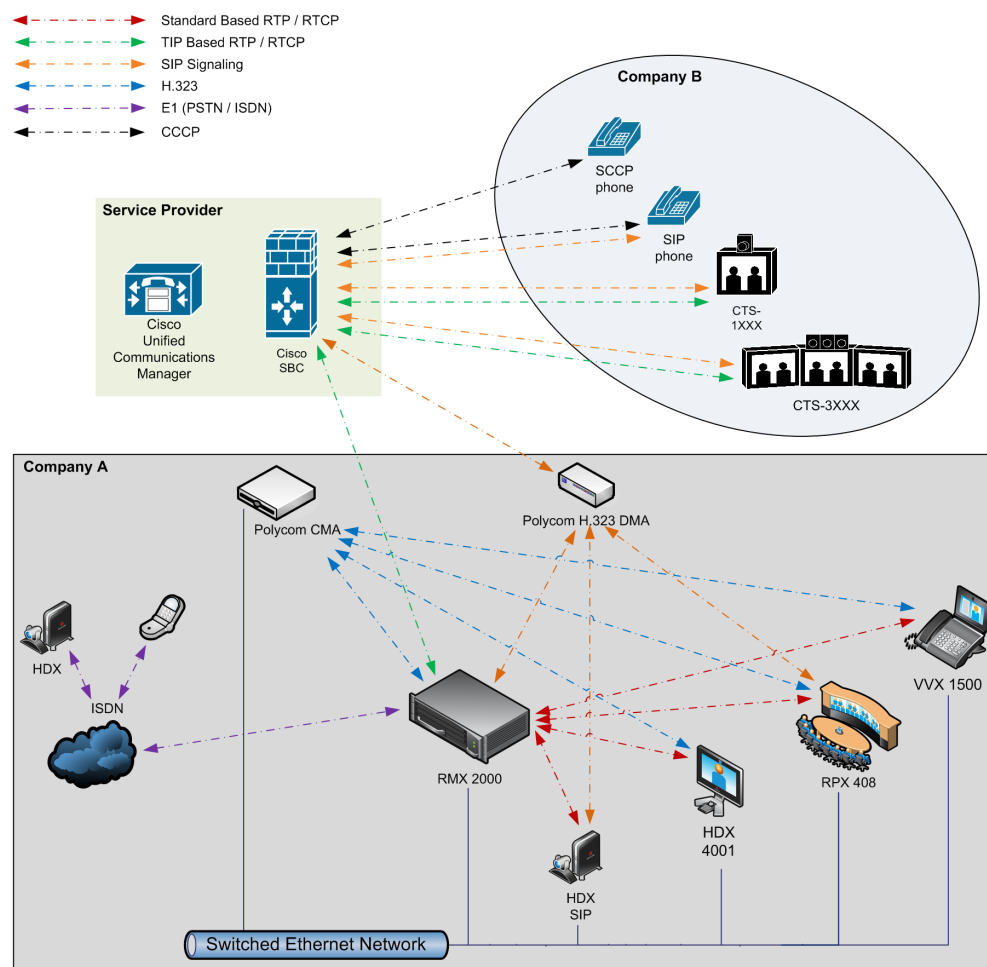 Standard Based RTP / RTCP
TIP Based RTP / RTCP
SIP Signaling
H.323
E1 (PSTN / ISDN)
CCCP
Company B
SCCP
phone
SIP
phone
CTS-
1XXX
CTS-3XXX
Service Provider
Cisco
Unified
Communications
Manager
Cisco
SBC
Company A
Polycom CMA
Polycom H.323 DMA
HDX
ISDN
VVX 1500
RMX 2000
RPX 408
HDX
4001
HDX
SIP
Switched Ethernet Network